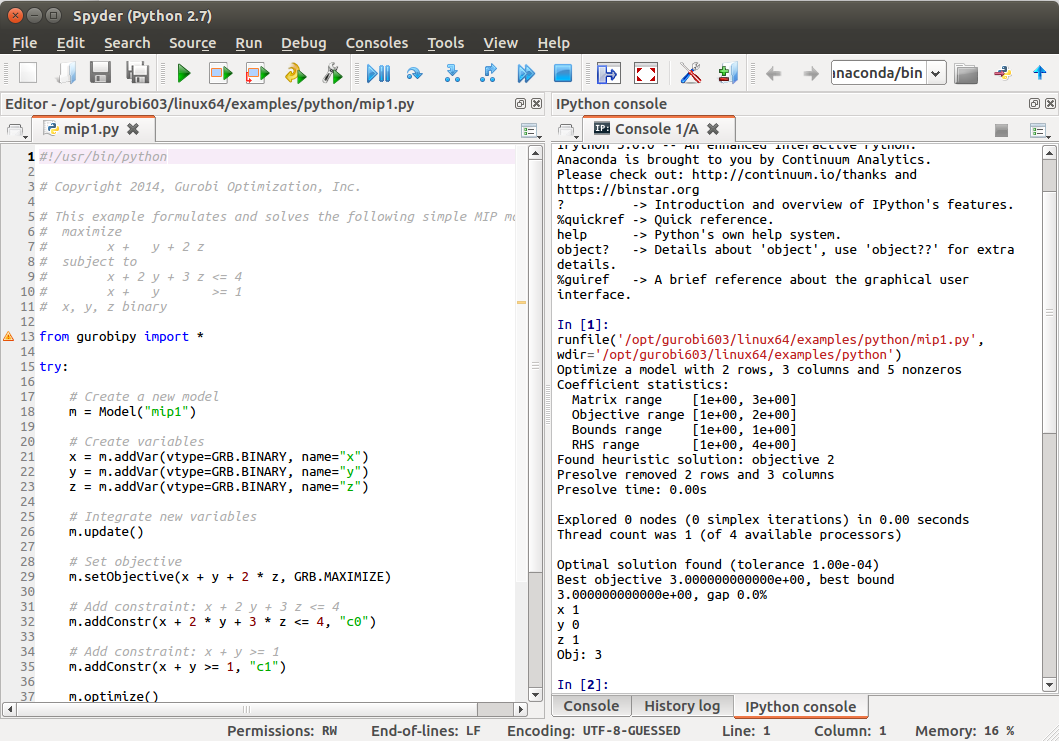 Spyder (Python 2.7)
File Edit Search Source Run Debug Consoles Tools View Help
naconda/bin
Editor - /opt/gurobi603/linux64/examples/python/mip1.py
mip1.py
1 #!/usr/bin/python
2
3 # Copyright 2014, Gurobi Optimization, Inc.
4
5 # This example formulates and solves the following simple MIP mo
6 #  maximize
7 #        x +   y + 2 z
8 #  subject to
9 #        x + 2 y + 3 z <= 4
10 #        x +   y       >= 1
11 #  x, y, z binary
12
13 from gurobipy import *
14
15 try:
16
17     # Create a new model
18     m = Model("mip1")
19
20     # Create variables
21     x = m.addVar(vtype=GRB.BINARY, name="x")
22     y = m.addVar(vtype=GRB.BINARY, name="y")
23     z = m.addVar(vtype=GRB.BINARY, name="z")
24
25     # Integrate new variables
26     m.update()
27
28     # Set objective
29     m.setObjective(x + y + 2 * z, GRB.MAXIMIZE)
30
31     # Add constraint: x + 2 y + 3 z <= 4
32     m.addConstr(x + 2 * y + 3 * z <= 4, "c0")
33
34     # Add constraint: x + y >= 1
35     m.addConstr(x + y >= 1, "c1")
36
37     m.optimize()
IPython console
IP: Console 1/A
IPython 3.0.0 -- An enhanced Interactive Python.
Anaconda is brought to you by Continuum Analytics.
Please check out: http://continuum.io/thanks and
https://binstar.org
?         -> Introduction and overview of IPython's features.
%quickref -> Quick reference.
help      -> Python's own help system.
object?   -> Details about 'object', use 'object??' for extra
details.
%guiref   -> A brief reference about the graphical user
interface.
In [1]:
runfile('/opt/gurobi603/linux64/examples/python/mip1.py',
wdir='/opt/gurobi603/linux64/examples/python')
Optimize a model with 2 rows, 3 columns and 5 nonzeros
Coefficient statistics:
  Matrix range    [1e+00, 3e+00]
  Objective range [1e+00, 2e+00]
  Bounds range    [1e+00, 1e+00]
  RHS range       [1e+00, 4e+00]
Found heuristic solution: objective 2
Presolve removed 2 rows and 3 columns
Presolve time: 0.00s
Explored 0 nodes (0 simplex iterations) in 0.00 seconds
Thread count was 1 (of 4 available processors)
Optimal solution found (tolerance 1.00e-04)
Best objective 3.000000000000e+00, best bound
3.000000000000e+00, gap 0.0%
x 1
y 0
z 1
Obj: 3
In [2]:
Console History log IPython console
Permissions: RW End-of-lines: LF Encoding: UTF-8-GUESSED Line: 1 Column: 1 Memory: 16 %